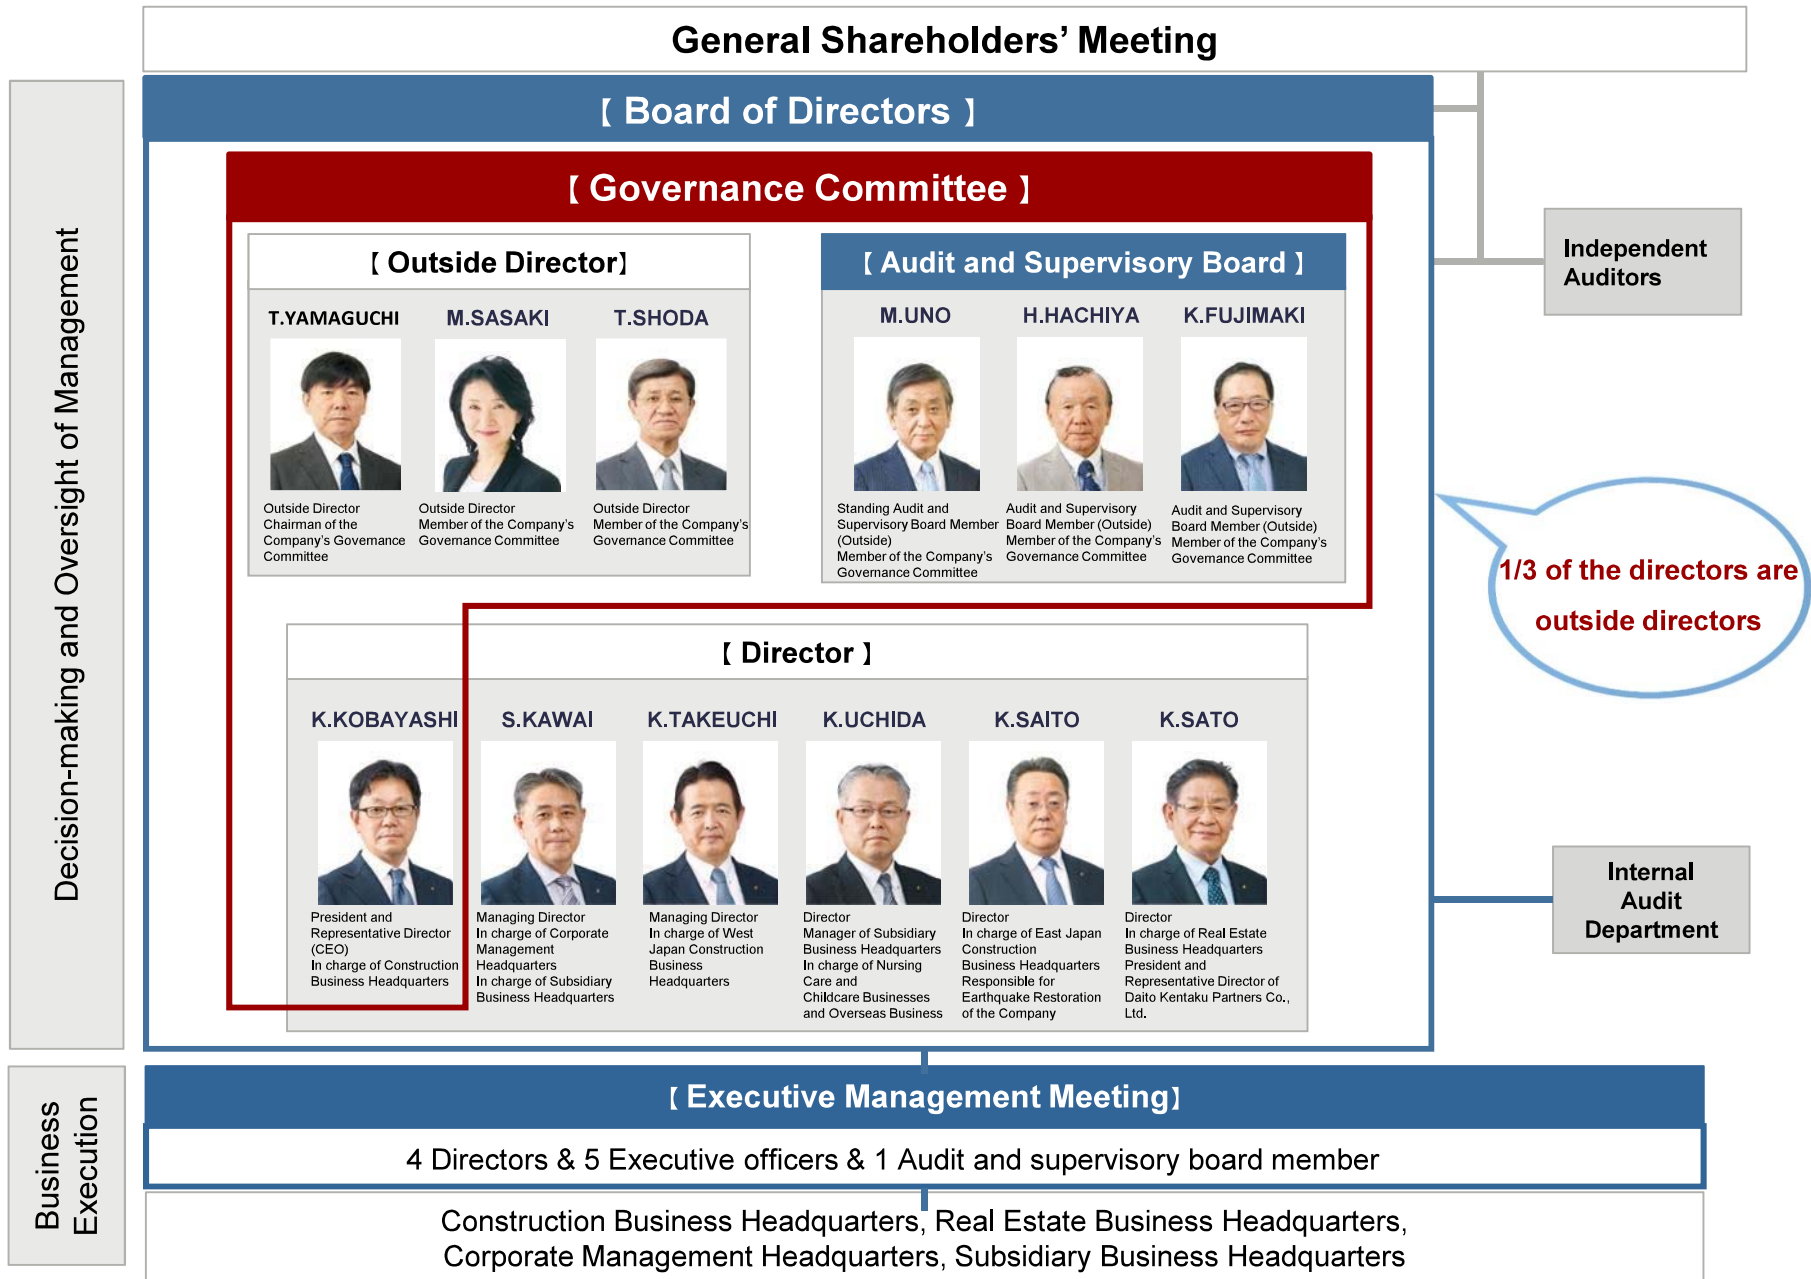 General Shareholders' Meeting
Decision-making and Oversight of Management
【 Board of Directors 】
【 Governance Committee 】
【 Outside Director】
T.YAMAGUCHI
Outside Director
Chairman of the
Company's Governance
Committee
M.SASAKI
Outside Director
Member of the Company's
Governance Committee
T.SHODA
Outside Director
Member of the Company's
Governance Committee
【 Audit and Supervisory Board 】
M.UNO
Standing Audit and
Supervisory Board Member
(Outside)
Member of the Company's
Governance Committee
H.HACHIYA
Audit and Supervisory
Board Member (Outside)
Member of the Company's
Governance Committee
K.FUJIMAKI
Audit and Supervisory
Board Member (Outside)
Member of the Company's
Governance Committee
Independent
Auditors
1/3 of the directors are
outside directors
【 Director 】
K.KOBAYASHI
President and
Representative Director
(CEO)
In charge of Construction
Business Headquarters
S.KAWAI
Managing Director
In charge of Corporate
Management
Headquarters
In charge of Subsidiary
Business Headquarters
K.TAKEUCHI
Managing Director
In charge of West
Japan Construction
Business
Headquarters
K.UCHIDA
Director
Manager of Subsidiary
Business Headquarters
In charge of Nursing
Care and
Childcare Businesses
and Overseas Business
K.SAITO
Director
In charge of East Japan
Construction
Business Headquarters
Responsible for
Earthquake Restoration
of the Company
K.SATO
Director
In charge of Real Estate
Business Headquarters
President and
Representative Director of
Daito Kentaku Partners Co.,
Ltd.
Internal
Audit
Department
Business
Execution
【 Executive Management Meeting】
4 Directors & 5 Executive officers & 1 Audit and supervisory board member
Construction Business Headquarters, Real Estate Business Headquarters,
Corporate Management Headquarters, Subsidiary Business Headquarters